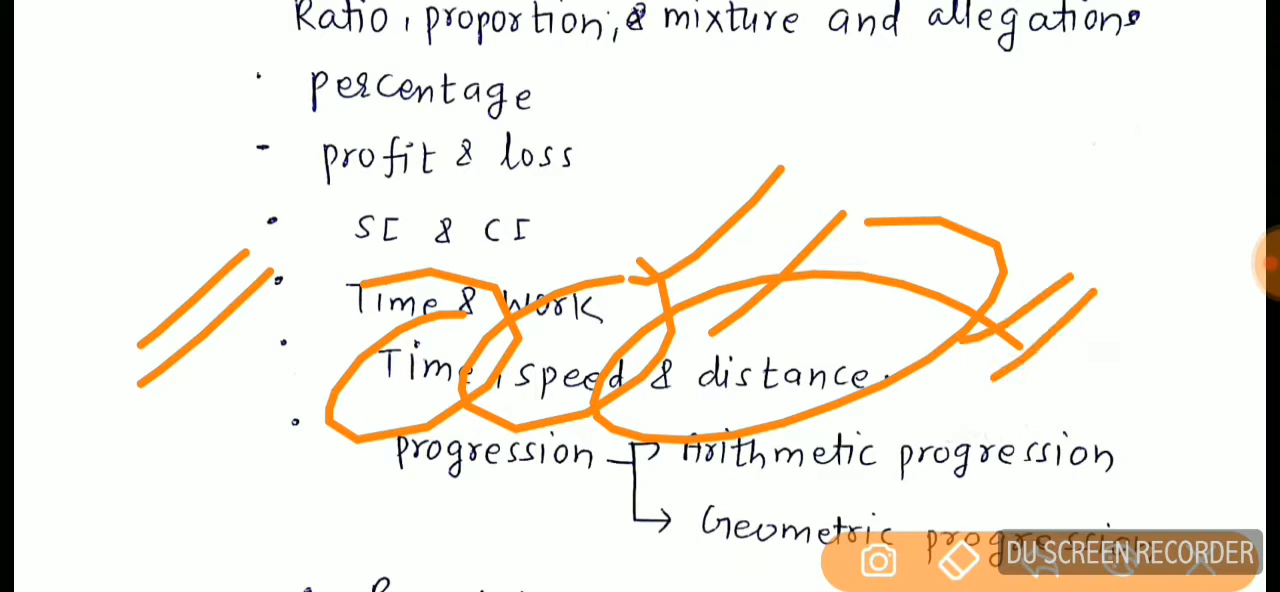 Ratio, proportion, & mixture and allegations
percentage
profit & loss
SI & CI
Time & work
Time, speed & distance.
progression → Arithmetic progression
→ Geometric progression
DU SCREEN RECORDER